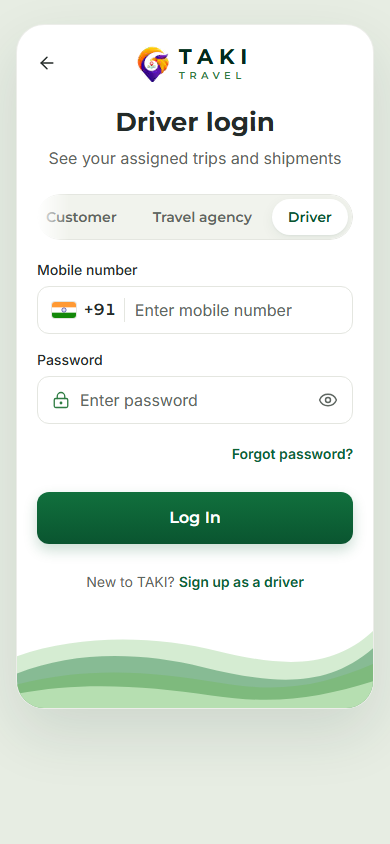 TAKI
TRAVEL
Driver login
See your assigned trips and shipments
Customer Travel agency Driver
Mobile number
+91 Enter mobile number
Password
Enter password
Forgot password?
Log In
New to TAKI? Sign up as a driver